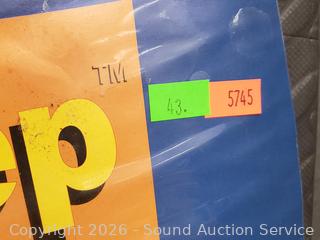 TM
43. 5745
ep
Copyright 2026 - Sound Auction Service